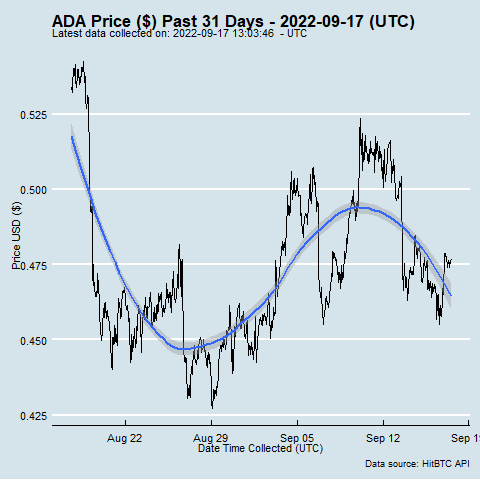 ADA Price ($) Past 31 Days - 2022-09-17 (UTC)
Latest data collected on: 2022-09-17 13:03:46 - UTC
0.525
0.500
0.475
0.450
0.425
Price USD ($)
Aug 22 Aug 29 Sep 05 Sep 12 Sep 19
Date Time Collected (UTC)
Data source: HitBTC API